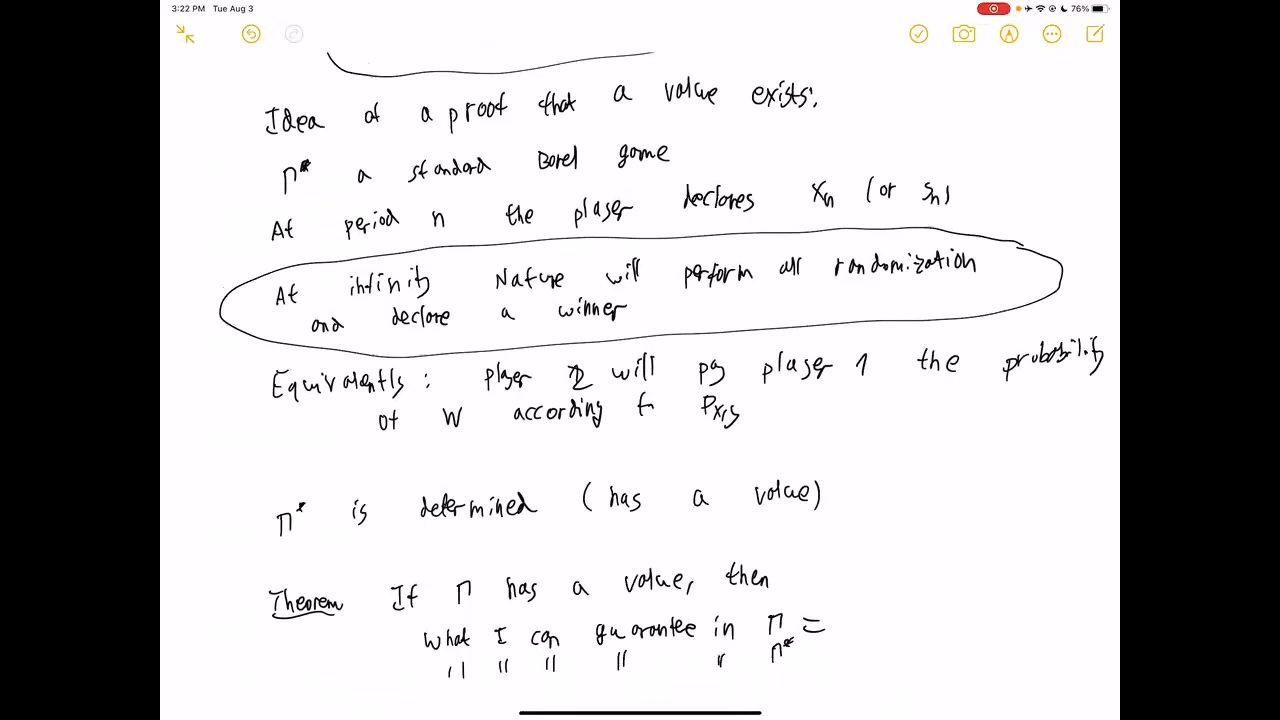 3:22 PM Tue Aug 3
76%
Idea of a proof that a value exists:
Γ* a standard Borel game
At period n the player declares xₙ (or sₙ)
At infinity Nature will perform all randomization
and declare a winner
Equivalently: player 2 will pay player 1 the probability
of W according to P_{x,y}
Γ* is determined (has a value)
Theorem If Γ has a value, then
what I can guarantee in Γ =
" " " " " Γ*